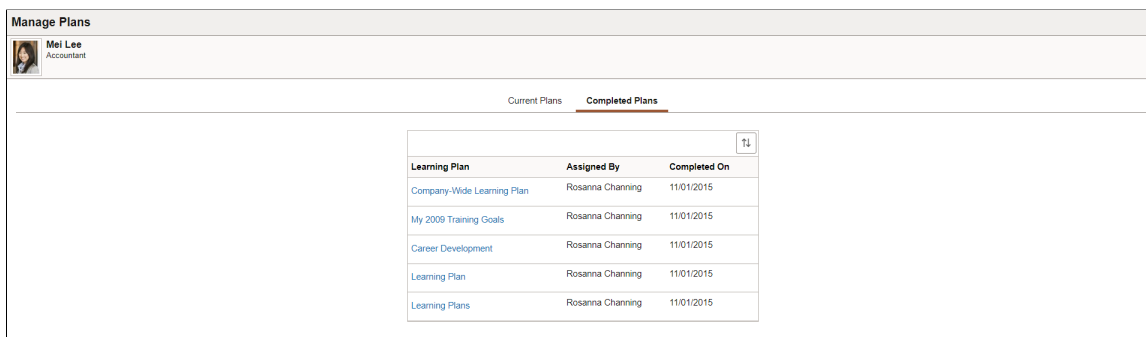 Manage Plans
Mei Lee
Accountant
Current Plans Completed Plans
Learning Plan Assigned By Completed On
Company-Wide Learning Plan Rosanna Channing 11/01/2015
My 2009 Training Goals Rosanna Channing 11/01/2015
Career Development Rosanna Channing 11/01/2015
Learning Plan Rosanna Channing 11/01/2015
Learning Plans Rosanna Channing 11/01/2015